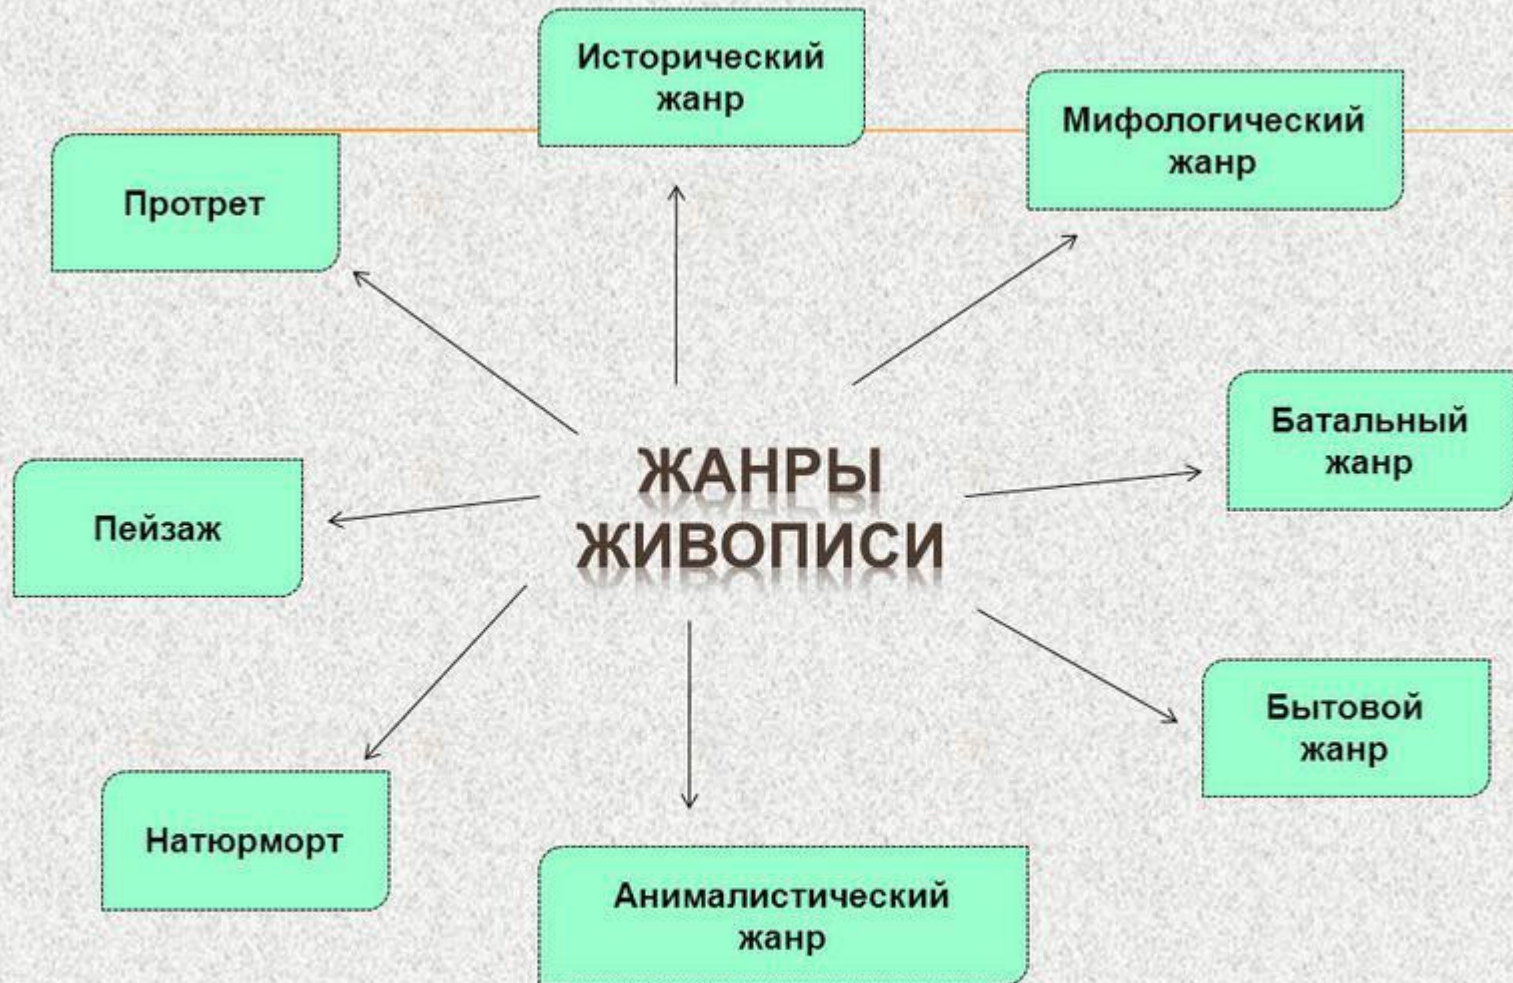 Исторический
жанр
Мифологический
жанр
Протрет
Батальный
жанр
ЖАНРЫ
ЖИВОПИСИ
Пейзаж
Бытовой
жанр
Натюрморт
Анималистический
жанр